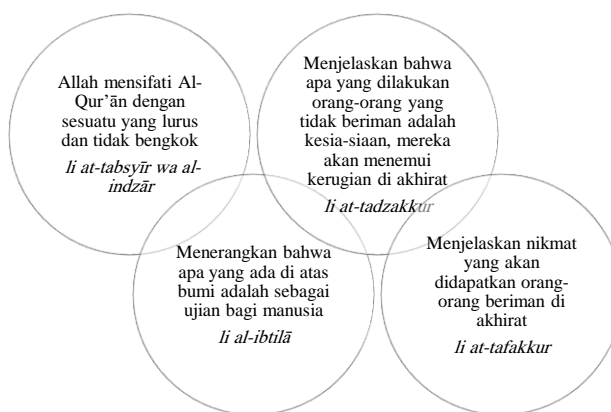 Allah mensifati Al-
Qur’ān dengan
sesuatu yang lurus
dan tidak bengkok
li at-tabsyīr wa al-
indzār
Menjelaskan bahwa
apa yang dilakukan
orang-orang yang
tidak beriman adalah
kesia-siaan, mereka
akan menemui
kerugian di akhirat
li at-tadzakkur
Menerangkan bahwa
apa yang ada di atas
bumi adalah sebagai
ujian bagi manusia
li al-ibtilā
Menjelaskan nikmat
yang akan
didapatkan orang-
orang beriman di
akhirat
li at-tafakkur